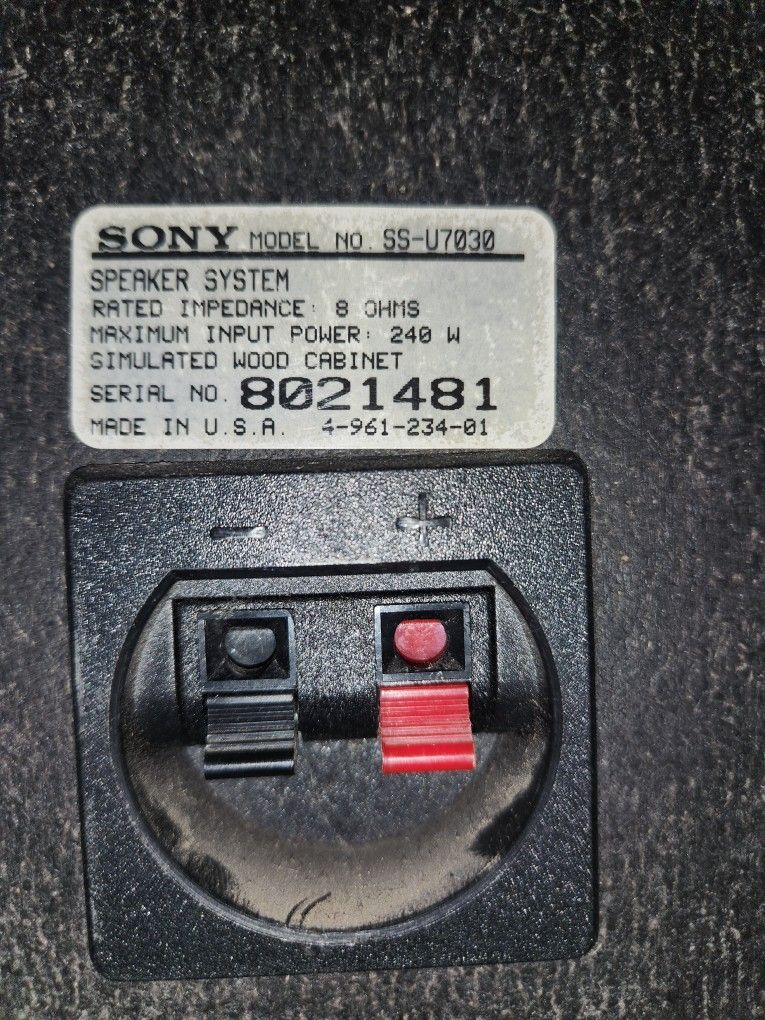 SONY MODEL NO. SS-U7030
SPEAKER SYSTEM
RATED IMPEDANCE: 8 OHMS
MAXIMUM INPUT POWER: 240 W
SIMULATED WOOD CABINET
SERIAL NO. 8021481
MADE IN U.S.A. 4-961-234-01
- +